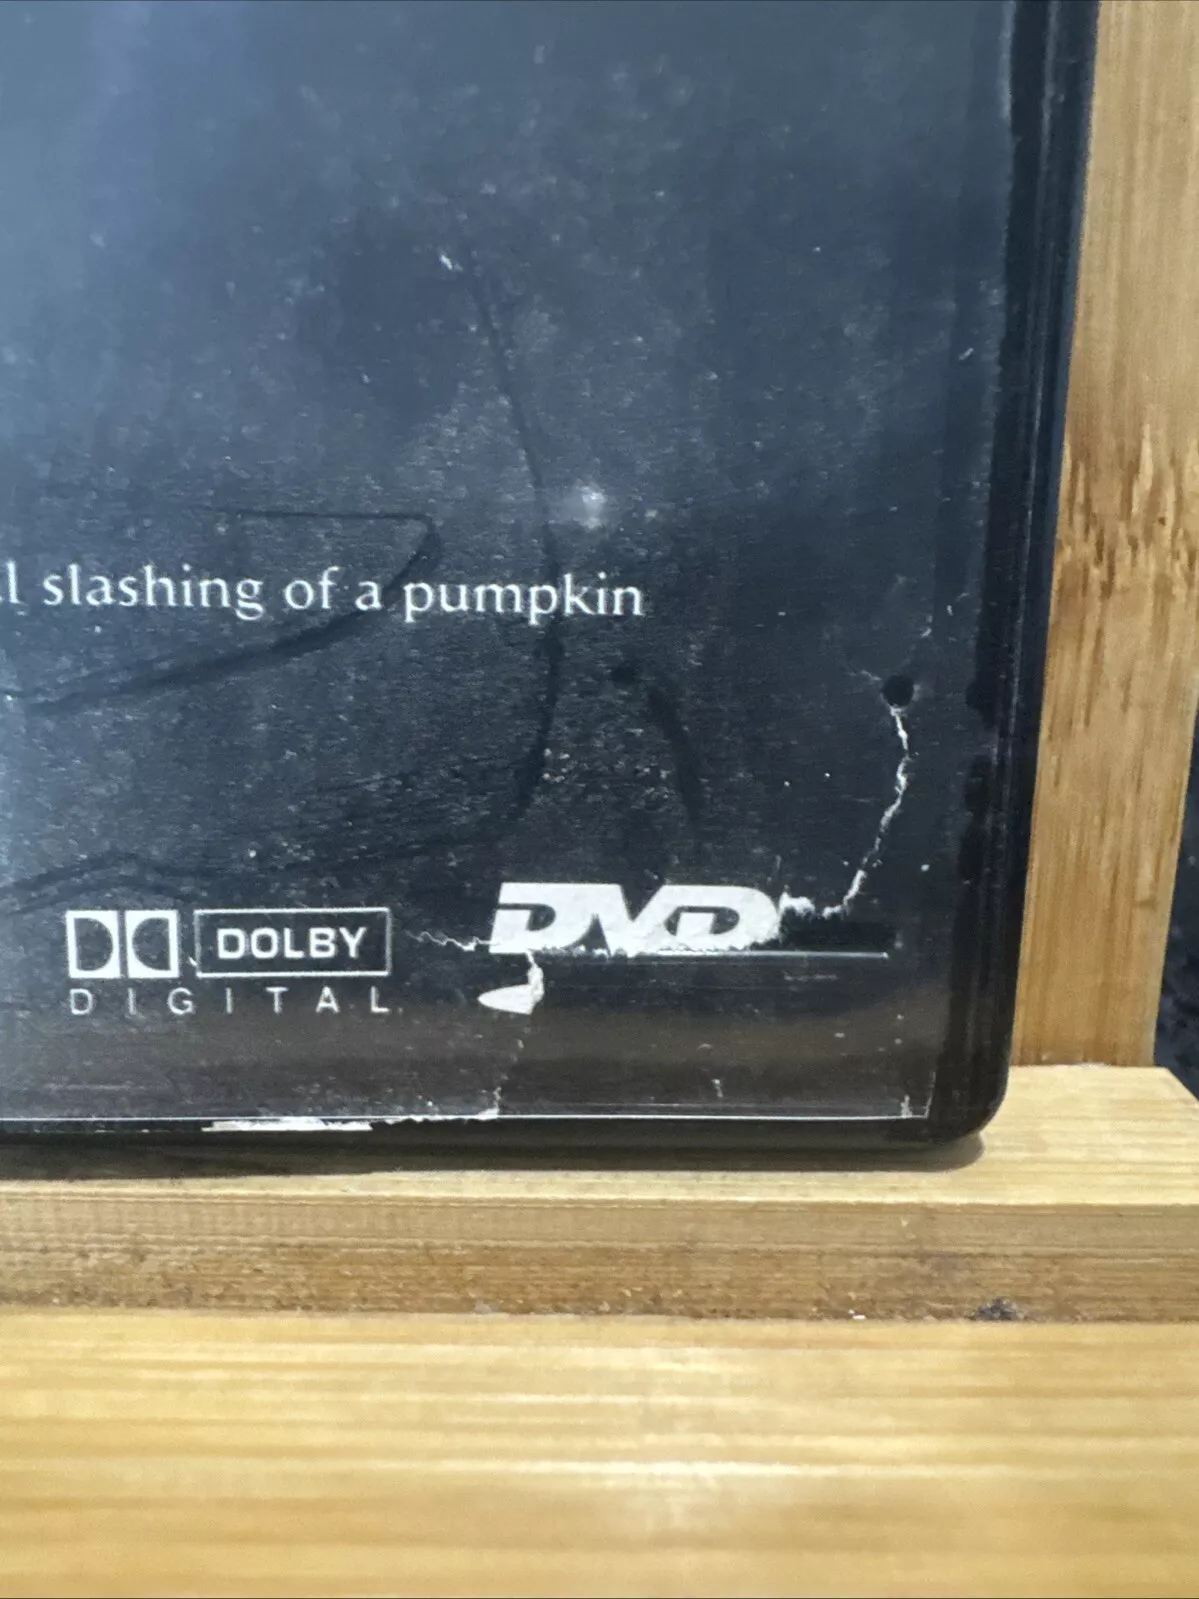 slashing of a pumpkin
DOLBY
DIGITAL
DVD